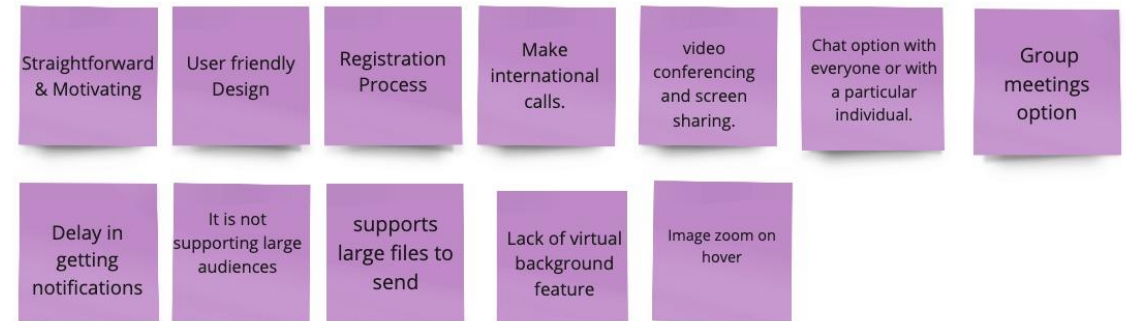 Straightforward
& Motivating
User friendly
Design
Registration
Process
Make
international
calls.
video
conferencing
and screen
sharing.
Chat option with
everyone or with
a particular
individual.
Group
meetings
option
Delay in
getting
notifications
It is not
supporting large
audiences
supports
large files to
send
Lack of virtual
background
feature
Image zoom on
hover